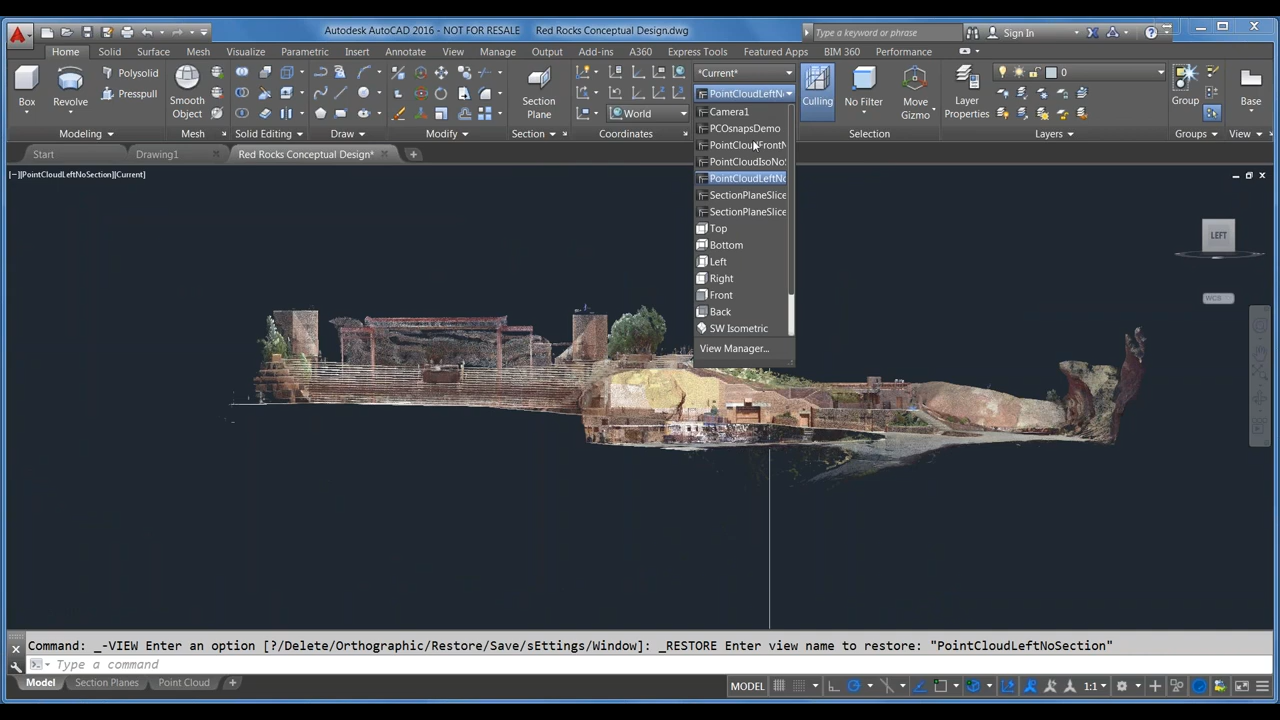 Autodesk AutoCAD 2016 - NOT FOR RESALE Red Rocks Conceptual Design.dwg
Type a keyword or phrase
Sign In
Home Solid Surface Mesh Visualize Parametric Insert Annotate View Manage Output Add-ins A360 Express Tools Featured Apps BIM 360 Performance
Box
Revolve
Polysolid
Presspull
Smooth Object
Section Plane
World
*Current*
PointCloudLeftN
Culling
No Filter
Move Gizmo
Layer Properties
0
Group
Base
Modeling Mesh Solid Editing Draw Modify Section Coordinates Selection Layers Groups View
Start Drawing1 Red Rocks Conceptual Design*
[−][PointCloudLeftNoSection][Current]
Camera1
PCOsnapsDemo
PointCloudFrontN
PointCloudIsoNoS
PointCloudLeftNo
SectionPlaneSlice
SectionPlaneSlice
Top
Bottom
Left
Right
Front
Back
SW Isometric
View Manager...
LEFT
WCS
Command: _-VIEW Enter an option [?/Delete/Orthographic/Restore/Save/sEttings/Window]: _RESTORE Enter view name to restore: "PointCloudLeftNoSection"
Type a command
Model Section Planes Point Cloud
MODEL
1:1